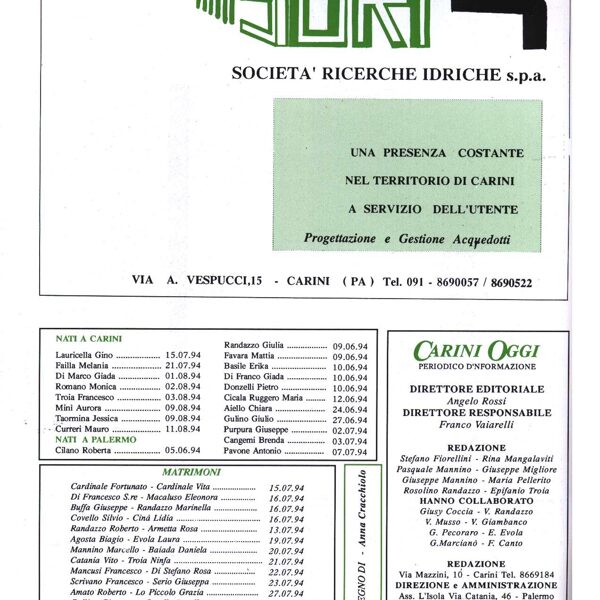 SOCIETA' RICERCHE IDRICHE s.p.a.
UNA PRESENZA COSTANTE
NEL TERRITORIO DI CARINI
A SERVIZIO DELL'UTENTE
Progettazione e Gestione Acquedotti
VIA A. VESPUCCI,15 - CARINI ( PA ) Tel. 091 - 8690057 / 8690522
NATI A CARINI
Lauricella Gino .................. 15.07.94
Failla Melania ................... 21.07.94
Di Marco Giada ................ 01.08.94
Romano Monica ............... 02.08.94
Troia Francesco ................ 03.08.94
Mini Aurora ...................... 09.08.94
Taormina Jessica ............... 09.08.94
Curreri Mauro ................... 11.08.94
NATI A PALERMO
Cilano Roberta .................. 05.06.94
Randazzo Giulia .................. 09.06.94
Favara Mattia ..................... 09.06.94
Basile Erika ........................ 10.06.94
Di Franco Giada ................. 10.06.94
Donzelli Pietro ................... 10.06.94
Cicala Ruggero Maria ......... 12.06.94
Aiello Chiara ...................... 24.06.94
Gulino Giulio ..................... 27.06.94
Purpura Giuseppe ............... 02.07.94
Cangemi Brenda ................. 03.07.94
Pavone Antonio .................. 07.07.94
MATRIMONI
Cardinale Fortunato - Cardinale Vita .................. 15.07.94
Di Francesco S.re - Macaluso Eleonora .............. 16.07.94
Buffa Giuseppe - Randazzo Marinella ................ 16.07.94
Covello Silvio - Cinà Lidia ................................ 16.07.94
Randazzo Roberto - Armetta Rosa ..................... 13.07.94
Agosta Biagio - Evola Laura ............................. 19.07.94
Mannino Marcello - Baiada Daniela .................. 20.07.94
Catania Vito - Troia Ninfa ................................ 21.07.94
Mancusi Francesco - Di Stefano Rosa ................ 22.07.94
Scrivano Francesco - Serio Giuseppa ................. 23.07.94
Amato Roberto - Lo Piccolo Grazia ................... 27.07.94
EGNO DI - Anna Cracchiolo
CARINI OGGI
PERIODICO D'NFORMAZIONE
DIRETTORE EDITORIALE
Angelo Rossi
DIRETTORE RESPONSABILE
Franco Vaiarelli
REDAZIONE
Stefano Fiorellini - Rina Mangalaviti
Pasquale Mannino - Giuseppe Migliore
Giuseppe Mannino - Maria Pellerito
Rosolino Randazzo - Epifanio Troia
HANNO COLLABORATO
Giusy Coccia - V. Randazzo
V. Musso - V. Giambanco
G. Pecoraro - E. Evola
G.Marcianò - F. Canto
REDAZIONE
Via Mazzini, 10 - Carini Tel. 8669184
DIREZIONE e AMMINISTRAZIONE
Ass. L'Isola Via Catania, 46 - Palermo